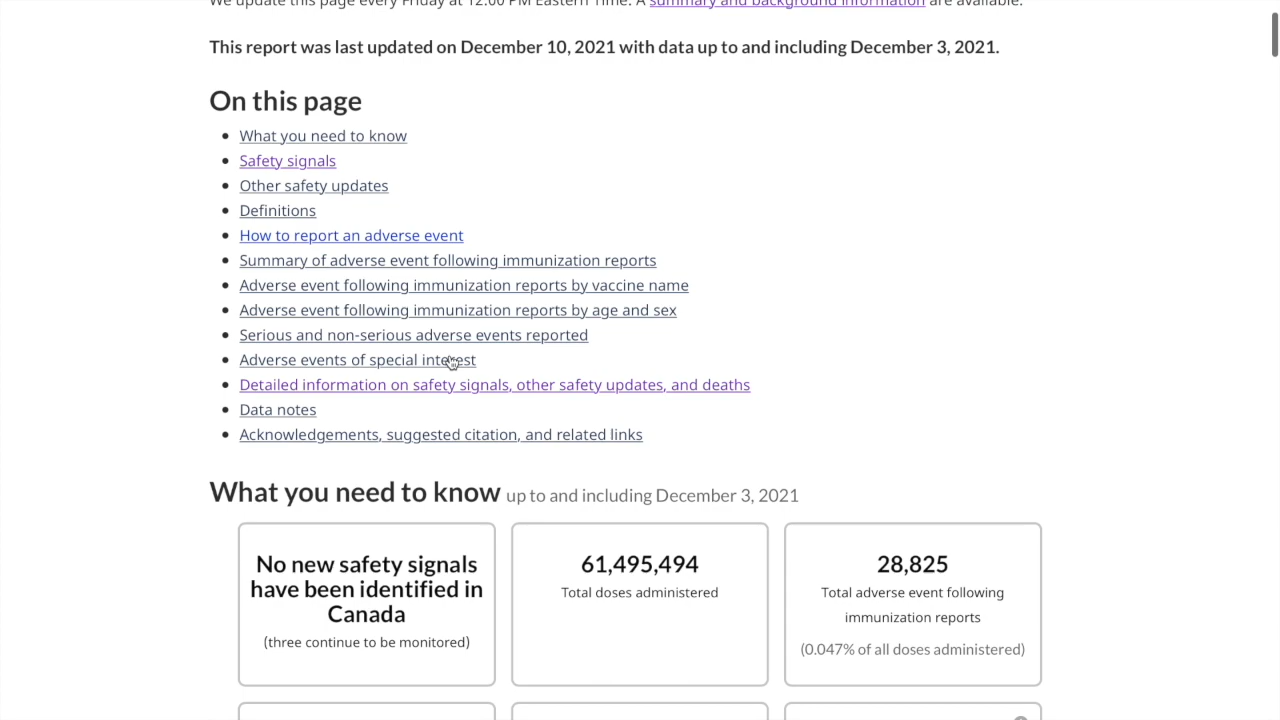 We update this page every Friday at 12:00 PM Eastern Time. A summary and background information are available.
This report was last updated on December 10, 2021 with data up to and including December 3, 2021.
On this page
What you need to know
Safety signals
Other safety updates
Definitions
How to report an adverse event
Summary of adverse event following immunization reports
Adverse event following immunization reports by vaccine name
Adverse event following immunization reports by age and sex
Serious and non-serious adverse events reported
Adverse events of special interest
Detailed information on safety signals, other safety updates, and deaths
Data notes
Acknowledgements, suggested citation, and related links
What you need to know up to and including December 3, 2021
No new safety signals
have been identified in
Canada
(three continue to be monitored)
61,495,494
Total doses administered
28,825
Total adverse event following
immunization reports
(0.047% of all doses administered)